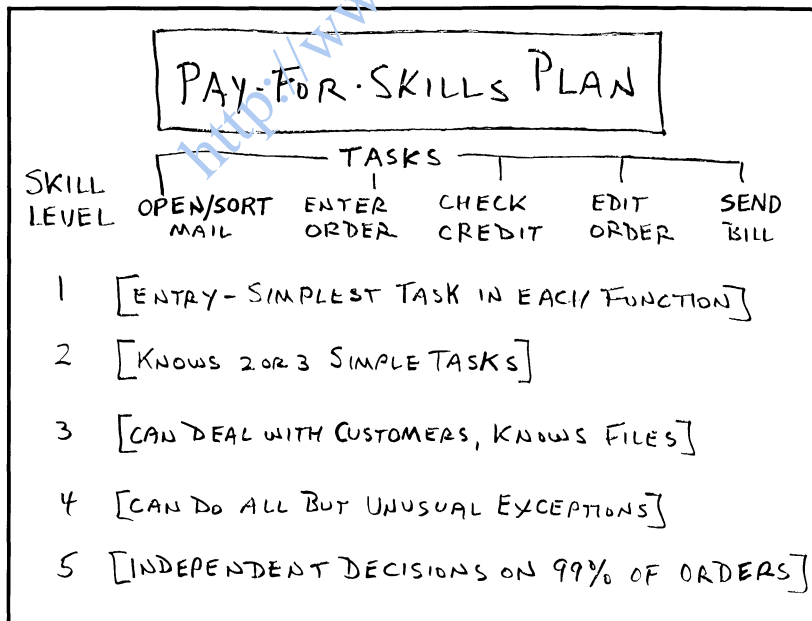 http://ww
PAY-FOR-SKILLS PLAN
TASKS
SKILL LEVEL
OPEN/SORT MAIL
ENTER ORDER
CHECK CREDIT
EDIT ORDER
SEND BILL
1 [ENTRY - SIMPLEST TASK IN EACH FUNCTION]
2 [KNOWS 2 OR 3 SIMPLE TASKS]
3 [CAN DEAL WITH CUSTOMERS, KNOWS FILES]
4 [CAN DO ALL BUT UNUSUAL EXCEPTIONS]
5 [INDEPENDENT DECISIONS ON 99% OF ORDERS]